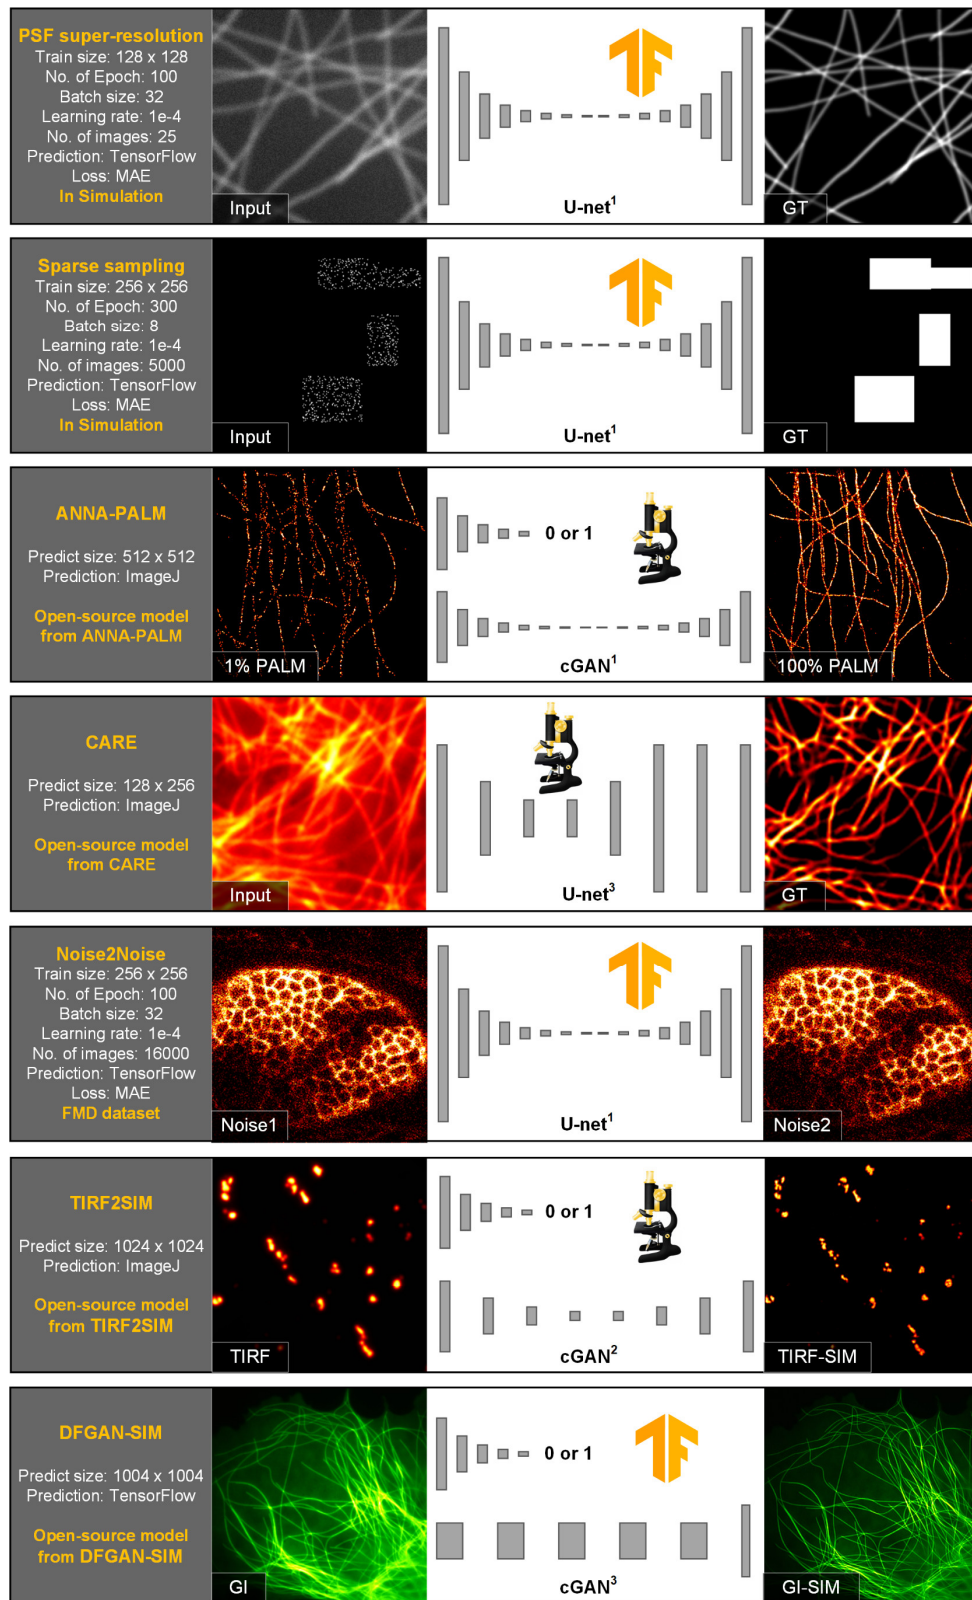 PSF super-resolution
Train size: 128 x 128
No. of Epoch: 100
Batch size: 32
Learning rate: 1e-4
No. of images: 25
Prediction: TensorFlow
Loss: MAE
In Simulation
Input
U-net¹
GT
Sparse sampling
Train size: 256 x 256
No. of Epoch: 300
Batch size: 8
Learning rate: 1e-4
No. of images: 5000
Prediction: TensorFlow
Loss: MAE
In Simulation
Input
U-net¹
GT
ANNA-PALM
Predict size: 512 x 512
Prediction: ImageJ
Open-source model
from ANNA-PALM
1% PALM
0 or 1
cGAN¹
100% PALM
CARE
Predict size: 128 x 256
Prediction: ImageJ
Open-source model
from CARE
Input
U-net³
GT
Noise2Noise
Train size: 256 x 256
No. of Epoch: 100
Batch size: 32
Learning rate: 1e-4
No. of images: 16000
Prediction: TensorFlow
Loss: MAE
FMD dataset
Noise1
U-net¹
Noise2
TIRF2SIM
Predict size: 1024 x 1024
Prediction: ImageJ
Open-source model
from TIRF2SIM
TIRF
0 or 1
cGAN²
TIRF-SIM
DFGAN-SIM
Predict size: 1004 x 1004
Prediction: TensorFlow
Open-source model
from DFGAN-SIM
GI
0 or 1
cGAN³
GI-SIM